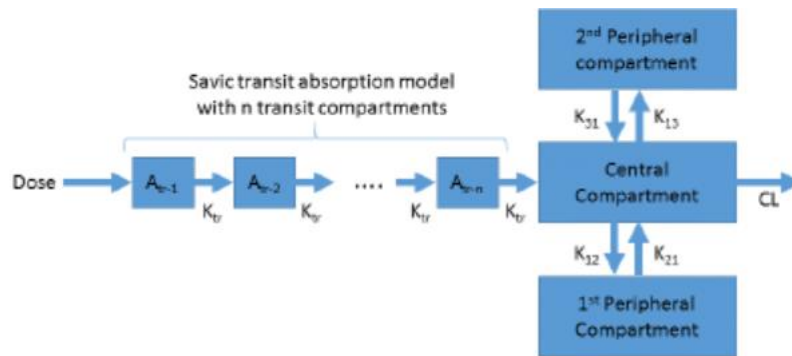 2nd Peripheral
compartment
Savic transit absorption model
with n transit compartments
K31
K13
Dose
Atr-1
Atr-2
....
Atr-n
Central
Compartment
Ktr
Ktr
Ktr
Ktr
CL
K12
K21
1st Peripheral
Compartment